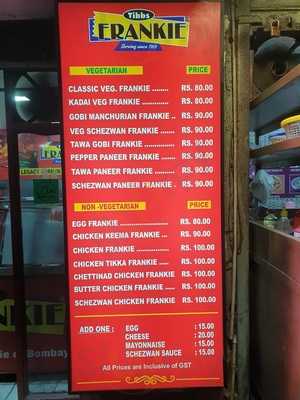 Tibbs
FRANKIE
Serving since 1969
VEGETARIAN PRICE
CLASSIC VEG. FRANKIE ........ RS. 80.00
KADAI VEG FRANKIE ......... RS. 80.00
GOBI MANCHURIAN FRANKIE .. RS. 90.00
VEG SCHEZWAN FRANKIE ...... RS. 90.00
TAWA GOBI FRANKIE ......... RS. 90.00
PEPPER PANEER FRANKIE ....... RS. 90.00
TAWA PANEER FRANKIE ........ RS. 90.00
SCHEZWAN PANEER FRANKIE . RS. 90.00
NON -VEGETARIAN PRICE
EGG FRANKIE ................... RS. 80.00
CHICKEN KEEMA FRANKIE ... RS. 90.00
CHICKEN FRANKIE ................ RS. 100.00
CHICKEN TIKKA FRANKIE ..... RS. 100.00
CHETTINAD CHICKEN FRANKIE RS. 100.00
BUTTER CHICKEN FRANKIE ..... RS. 100.00
SCHEZWAN CHICKEN FRANKIE RS. 100.00
ADD ONE : EGG : 15.00
CHEESE : 20.00
MAYONNAISE : 15.00
SCHEZWAN SAUCE : 15.00
All Prices are Inclusive of GST
NKIE
ie of Bombay